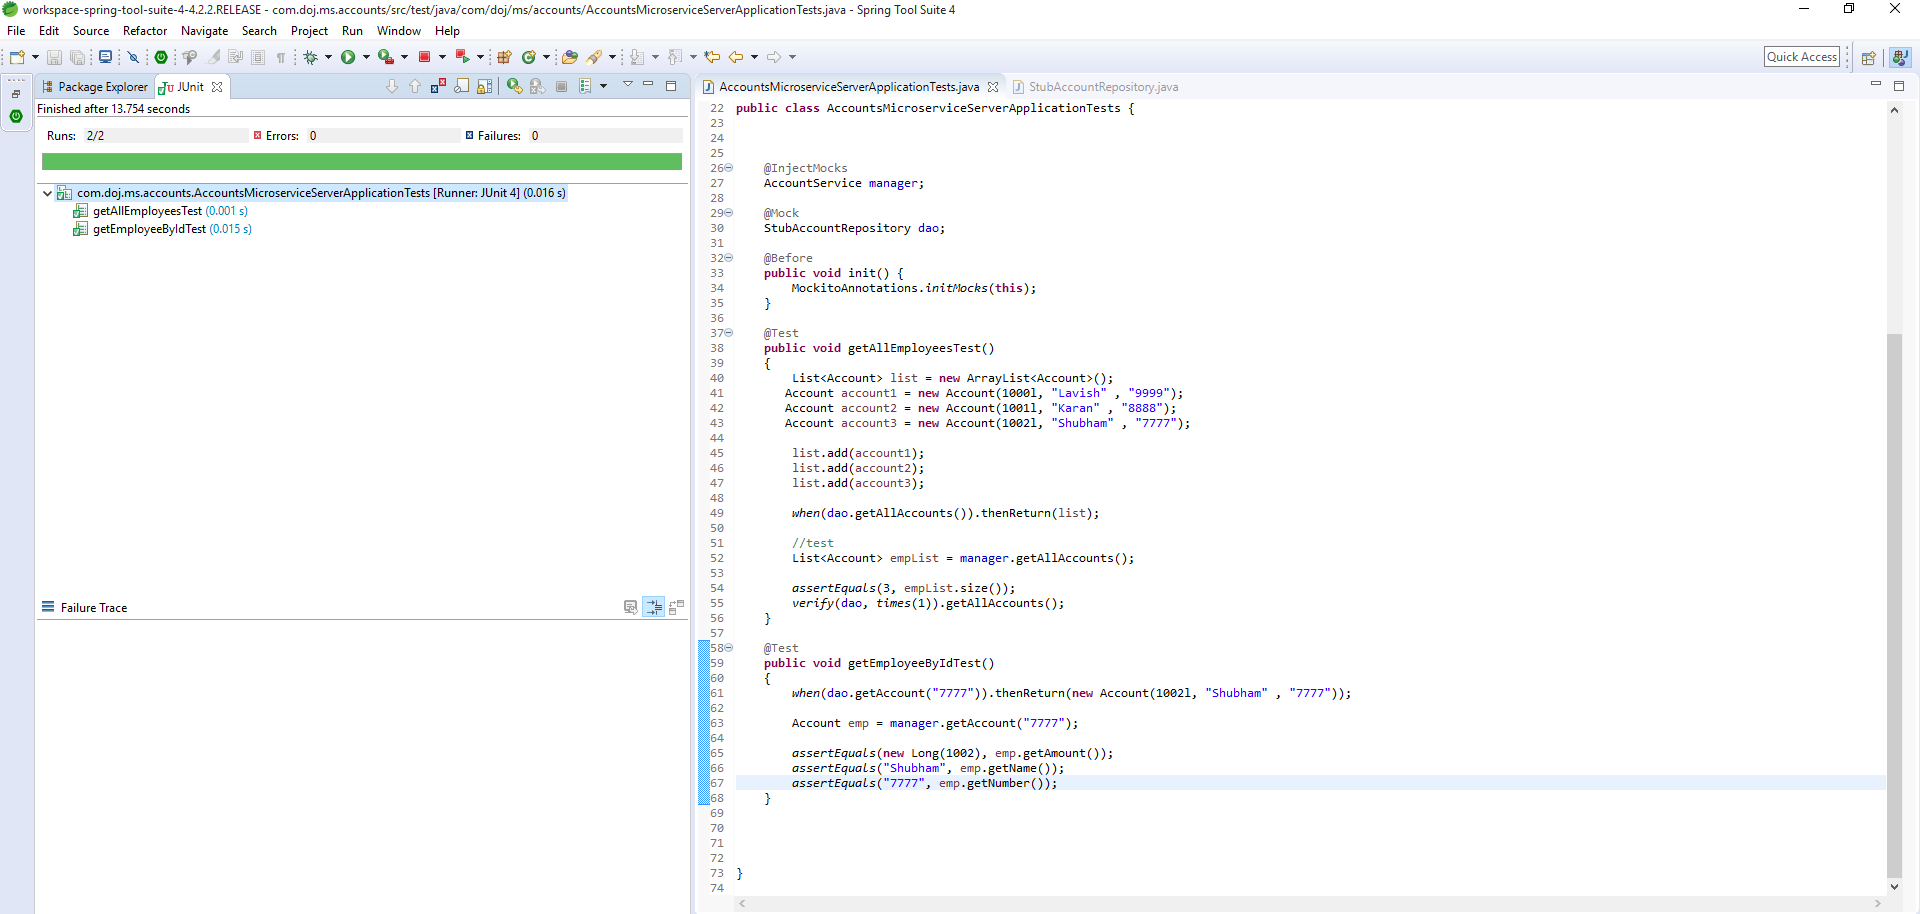 workspace-spring-tool-suite-4-4.2.2.RELEASE - com.doj.ms.accounts/src/test/java/com/doj/ms/accounts/AccountsMicroserviceServerApplicationTests.java - Spring Tool Suite 4
File Edit Source Refactor Navigate Search Project Run Window Help
Quick Access
Package Explorer JUnit
Finished after 13.754 seconds
Runs: 2/2 Errors: 0 Failures: 0
com.doj.ms.accounts.AccountsMicroserviceServerApplicationTests [Runner: JUnit 4] (0.016 s)
getAllEmployeesTest (0.001 s)
getEmployeeByIdTest (0.015 s)
Failure Trace
AccountsMicroserviceServerApplicationTests.java StubAccountRepository.java
22 public class AccountsMicroserviceServerApplicationTests {
23
24
25
26 @InjectMocks
27 AccountService manager;
28
29 @Mock
30 StubAccountRepository dao;
31
32 @Before
33 public void init() {
34 MockitoAnnotations.initMocks(this);
35 }
36
37 @Test
38 public void getAllEmployeesTest()
39 {
40 List<Account> list = new ArrayList<Account>();
41 Account account1 = new Account(1000l, "Lavish" , "9999");
42 Account account2 = new Account(1001l, "Karan" , "8888");
43 Account account3 = new Account(1002l, "Shubham" , "7777");
44
45 list.add(account1);
46 list.add(account2);
47 list.add(account3);
48
49 when(dao.getAllAccounts()).thenReturn(list);
50
51 //test
52 List<Account> empList = manager.getAllAccounts();
53
54 assertEquals(3, empList.size());
55 verify(dao, times(1)).getAllAccounts();
56 }
57
58 @Test
59 public void getEmployeeByIdTest()
60 {
61 when(dao.getAccount("7777")).thenReturn(new Account(1002l, "Shubham" , "7777"));
62
63 Account emp = manager.getAccount("7777");
64
65 assertEquals(new Long(1002), emp.getAmount());
66 assertEquals("Shubham", emp.getName());
67 assertEquals("7777", emp.getNumber());
68 }
69
70
71
72
73 }
74